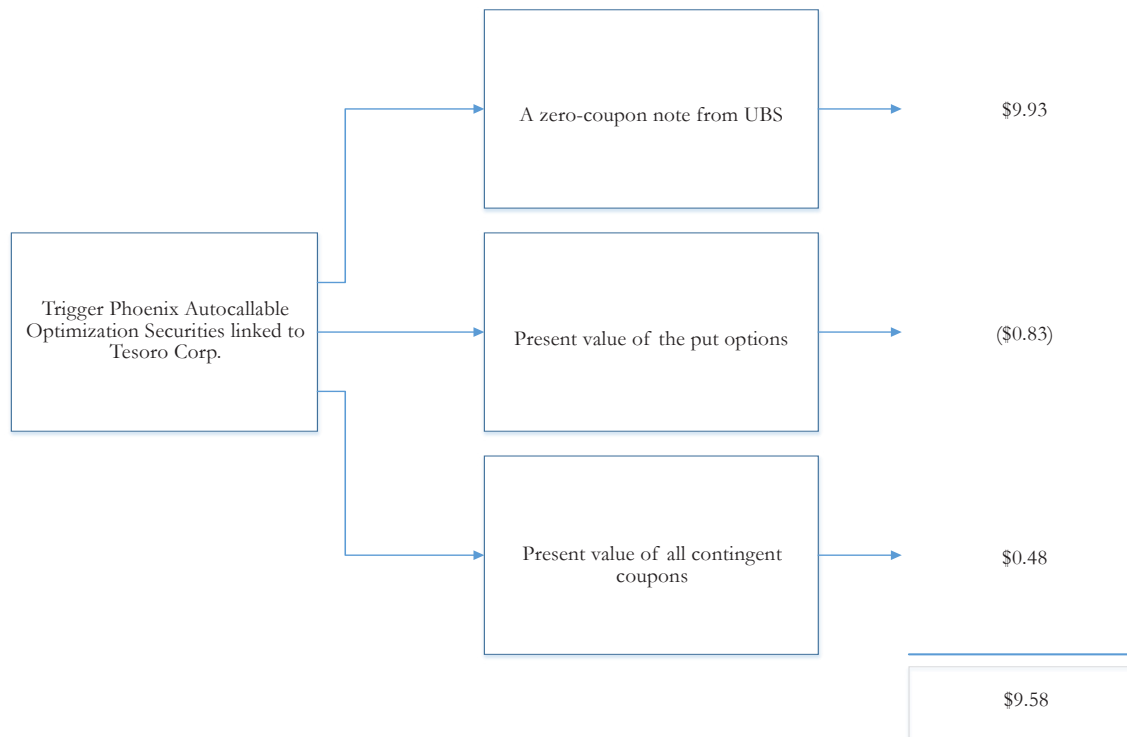 A zero-coupon note from UBS
$9.93
Trigger Phoenix Autocallable
Optimization Securities linked to
Tesoro Corp.
Present value of the put options
($0.83)
Present value of all contingent
coupons
$0.48
$9.58